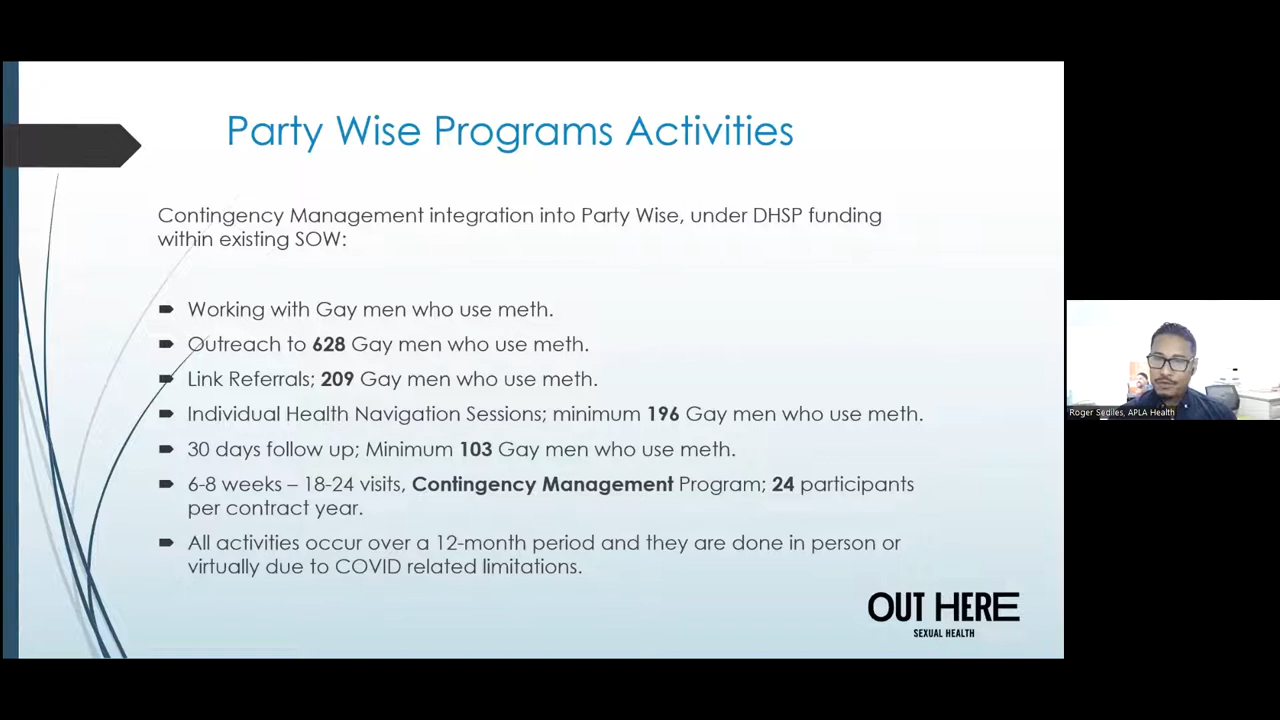 Party Wise Programs Activities
Contingency Management integration into Party Wise, under DHSP funding
within existing SOW:
Working with Gay men who use meth.
Outreach to 628 Gay men who use meth.
Link Referrals; 209 Gay men who use meth.
Individual Health Navigation Sessions; minimum 196 Gay men who use meth.
30 days follow up; Minimum 103 Gay men who use meth.
6-8 weeks – 18-24 visits, Contingency Management Program; 24 participants
per contract year.
All activities occur over a 12-month period and they are done in person or
virtually due to COVID related limitations.
OUT HERE
SEXUAL HEALTH
Roger Sediles, APLA Health